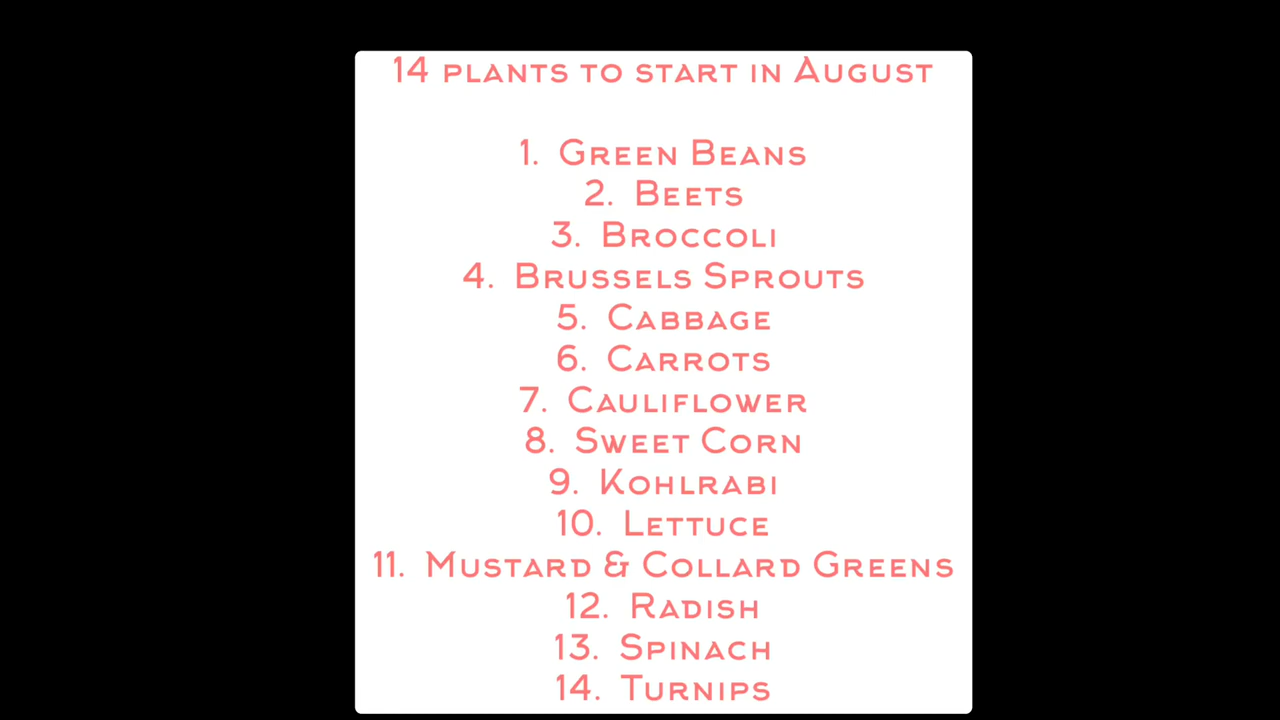 14 plants to start in August
1. Green Beans
2. Beets
3. Broccoli
4. Brussels Sprouts
5. Cabbage
6. Carrots
7. Cauliflower
8. Sweet Corn
9. Kohlrabi
10. Lettuce
11. Mustard & Collard Greens
12. Radish
13. Spinach
14. Turnips